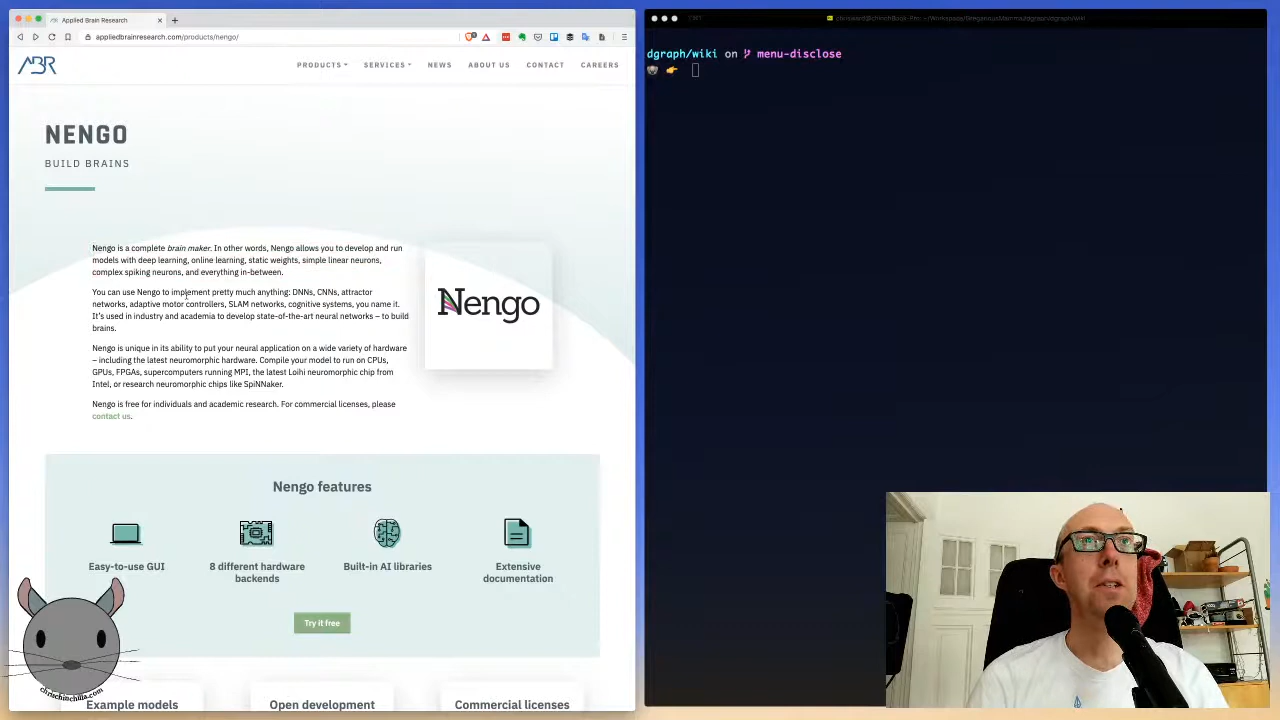 Applied Brain Research
appliedbrainresearch.com/products/nengo/
ABR
PRODUCTS
SERVICES
NEWS
ABOUT US
CONTACT
CAREERS
NENGO
BUILD BRAINS
Nengo is a complete brain maker. In other words, Nengo allows you to develop and run
models with deep learning, online learning, static weights, simple linear neurons,
complex spiking neurons, and everything in-between.
You can use Nengo to implement pretty much anything: DNNs, CNNs, attractor
networks, adaptive motor controllers, SLAM networks, cognitive systems, you name it.
It's used in industry and academia to develop state-of-the-art neural networks – to build
brains.
Nengo is unique in its ability to put your neural application on a wide variety of hardware
– including the latest neuromorphic hardware. Compile your model to run on CPUs,
GPUs, FPGAs, supercomputers running MPI, the latest Loihi neuromorphic chip from
Intel, or research neuromorphic chips like SpiNNaker.
Nengo is free for individuals and academic research. For commercial licenses, please
contact us.
Nengo
Nengo features
Easy-to-use GUI
8 different hardware
backends
Built-in AI libraries
Extensive
documentation
Try it free
Example models
Open development
Commercial licenses
chrischinchilla.com
dgraph/wiki on menu-disclose